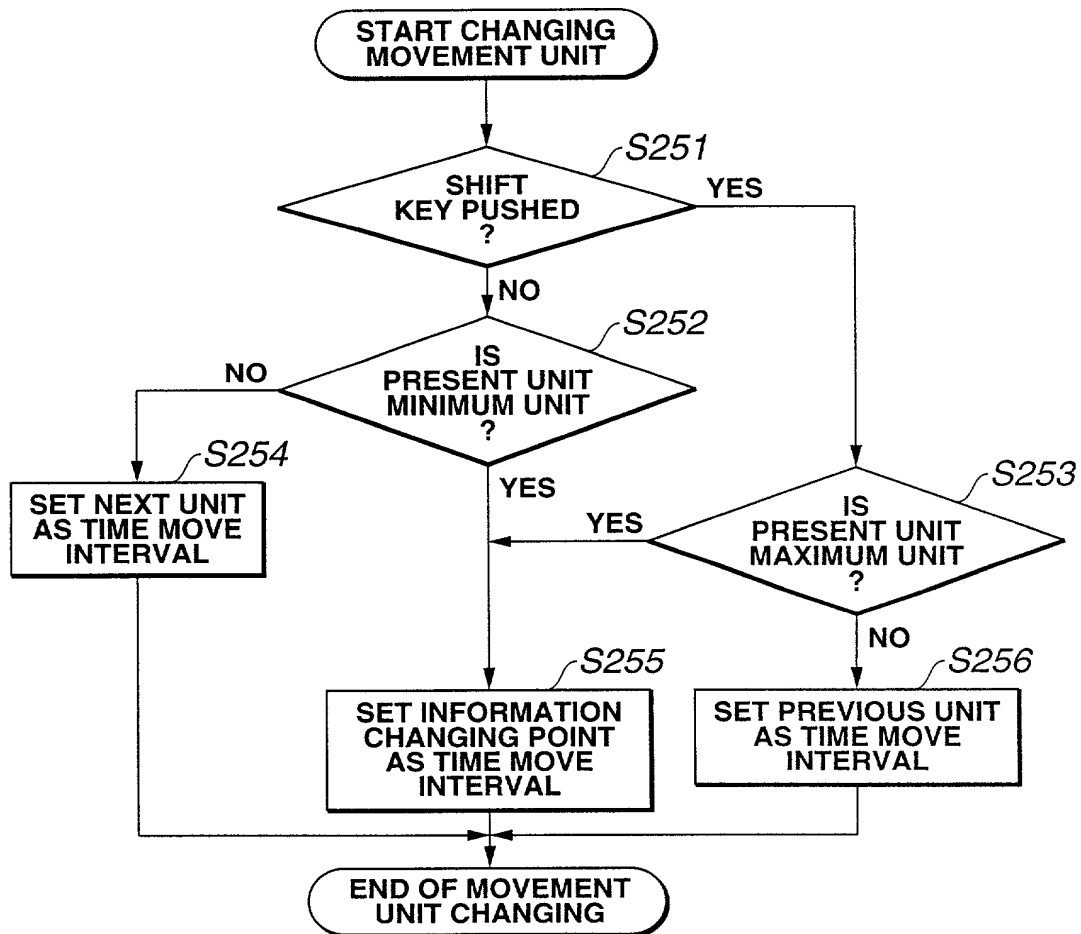 START CHANGING
MOVEMENT UNIT
S251
SHIFT
KEY PUSHED
?
YES
NO
S252
IS
PRESENT UNIT
MINIMUM UNIT
?
NO
YES
S254
SET NEXT UNIT
AS TIME MOVE
INTERVAL
S253
IS
PRESENT UNIT
MAXIMUM UNIT
?
YES
NO
S255
SET INFORMATION
CHANGING POINT
AS TIME MOVE
INTERVAL
S256
SET PREVIOUS UNIT
AS TIME MOVE
INTERVAL
END OF MOVEMENT
UNIT CHANGING